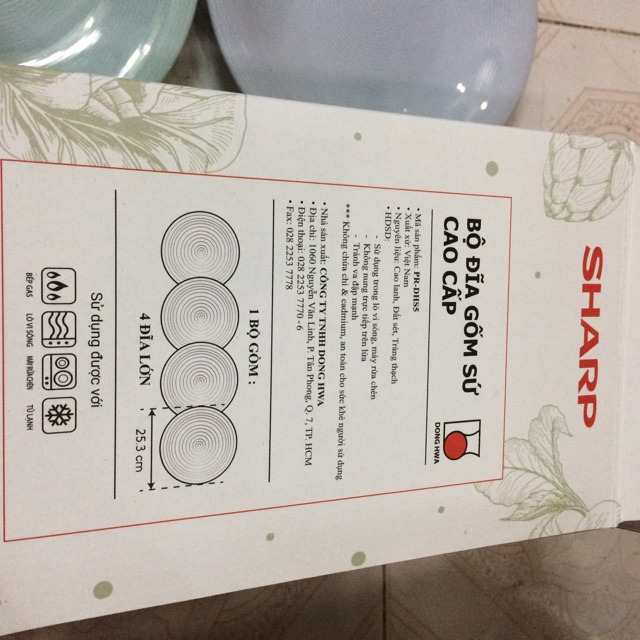 SHARP
BỘ ĐĨA GỐM SỨ
CAO CẤP
DONG HWA
• Mã sản phẩm: PR-DHS5
• Xuất xứ: Việt Nam
• Nguyên liệu: Cao lanh, Đất sét, Tràng thạch
• HDSD:
- Sử dụng trong lò vi sóng, máy rửa chén
- Không nung trực tiếp trên lửa
- Tránh va đập mạnh
*** Không chứa chì & cadmium, an toàn cho sức khẻ người sử dụng
• Nhà sản xuất: CÔNG TY TNHH DONG HWA
• Địa chỉ: 1060 Nguyễn Văn Linh, P. Tân Phong, Q. 7, TP. HCM
• Điện thoại: 028 2253 7770 -6
• Fax: 028 2253 7778
1 BỘ GỒM :
4 ĐĨA LỚN
25.3 cm
Sử dụng được với
BẾP GAS
LÒ VI SÓNG
MÁY RỬA CHÉN
TỦ LẠNH